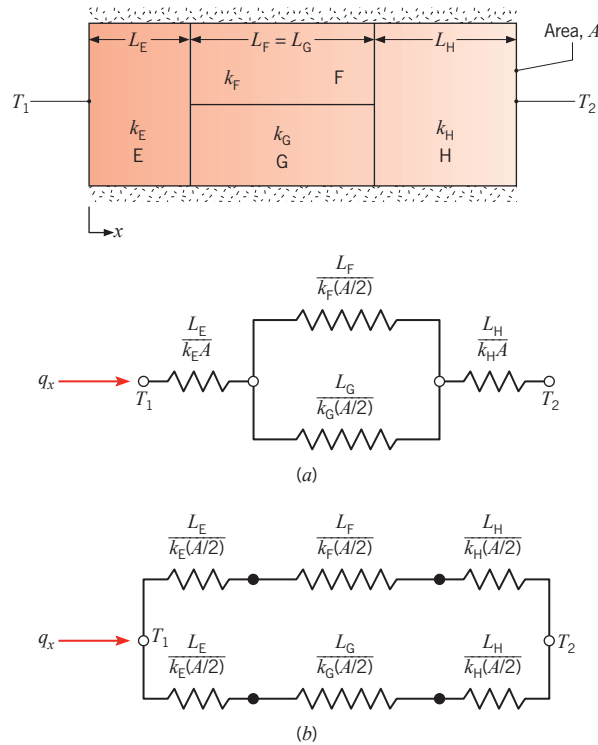 L_E L_F = L_G L_H Area, A
k_F F
T_1 T_2
k_E k_G k_H
E G H
x
L_F
k_F(A/2)
L_E L_H
k_E A k_H A
q_x
T_1 T_2
L_G
k_G(A/2)
(a)
L_E L_F L_H
k_E(A/2) k_F(A/2) k_H(A/2)
q_x T_1 T_2
L_E L_G L_H
k_E(A/2) k_G(A/2) k_H(A/2)
(b)